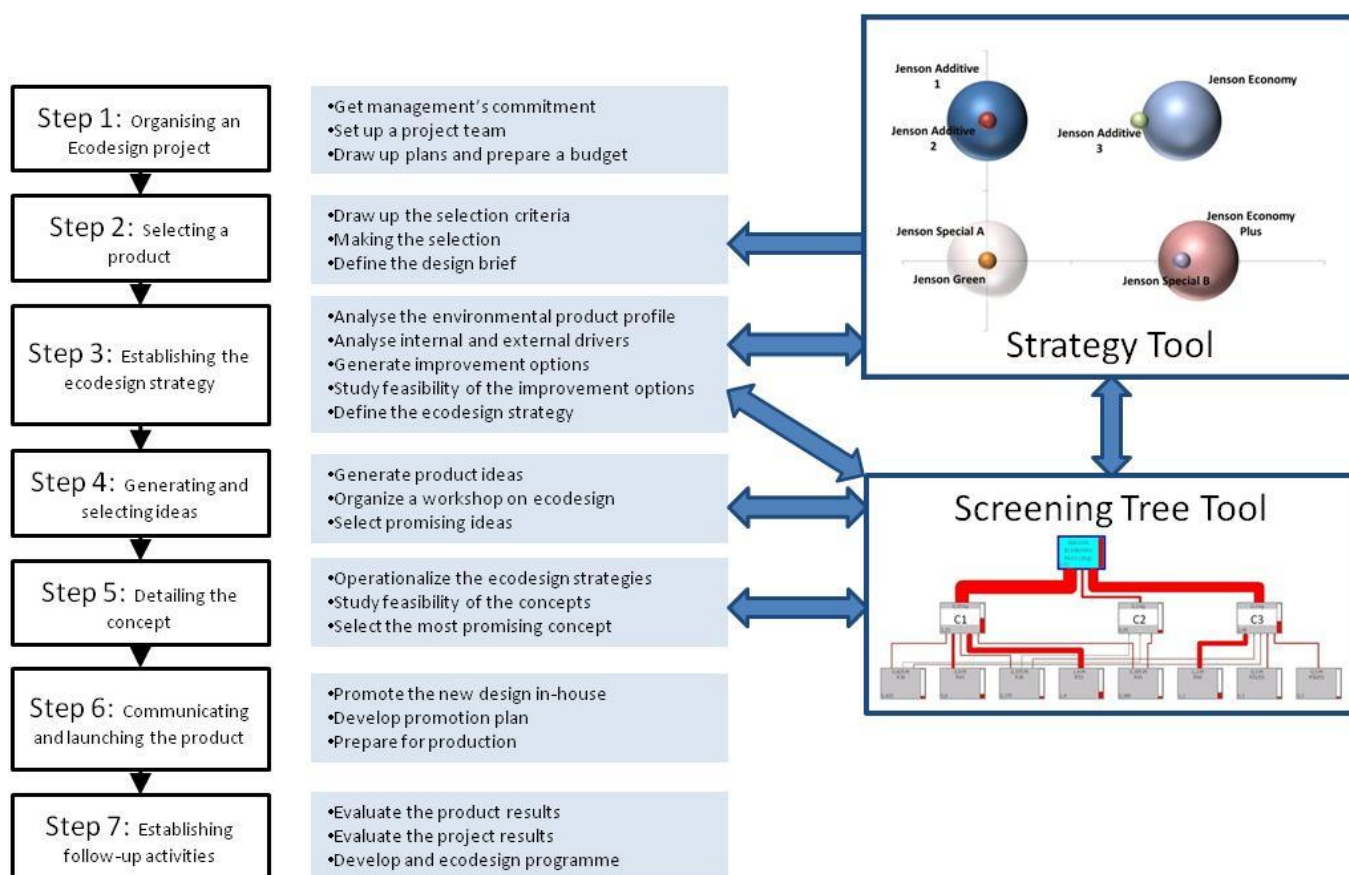 Step 1: Organising an
Ecodesign project
•Get management's commitment
•Set up a project team
•Draw up plans and prepare a budget
Step 2: Selecting a
product
•Draw up the selection criteria
•Making the selection
•Define the design brief
Step 3: Establishing the
ecodesign strategy
•Analyse the environmental product profile
•Analyse internal and external drivers
•Generate improvement options
•Study feasibility of the improvement options
•Define the ecodesign strategy
Step 4: Generating and
selecting ideas
•Generate product ideas
•Organize a workshop on ecodesign
•Select promising ideas
Step 5: Detailing the
concept
•Operationalize the ecodesign strategies
•Study feasibility of the concepts
•Select the most promising concept
Step 6: Communicating
and launching the product
•Promote the new design in-house
•Develop promotion plan
•Prepare for production
Step 7: Establishing
follow-up activities
•Evaluate the product results
•Evaluate the project results
•Develop and ecodesign programme
Jenson Additive
1
Jenson Economy
Jenson Additive
2
Jenson Additive
3
Jenson Special A
Jenson Economy
Plus
Jenson Green
Jenson Special B
Strategy Tool
Screening Tree Tool
C1
C2
C3